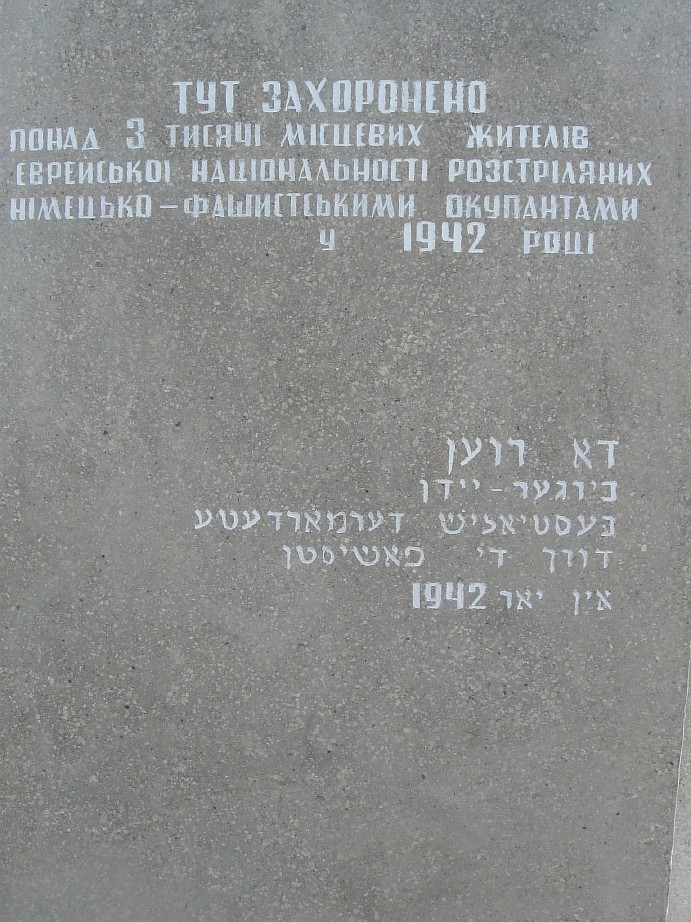 ТУТ ЗАХОРОНЕНО
ПОНАД 3 ТИСЯЧІ МІСЦЕВИХ ЖИТЕЛІВ
ЄВРЕЙСЬКОЇ НАЦІОНАЛЬНОСТІ РОЗСТРІЛЯНИХ
НІМЕЦЬКО-ФАШИСТСЬКИМИ ОКУПАНТАМИ
У 1942 РОЦІ
דא רוען
בירגער-יידן
בעסטיאליש דערמארדעטע
דורך די פאשיסטן
אין יאר 1942